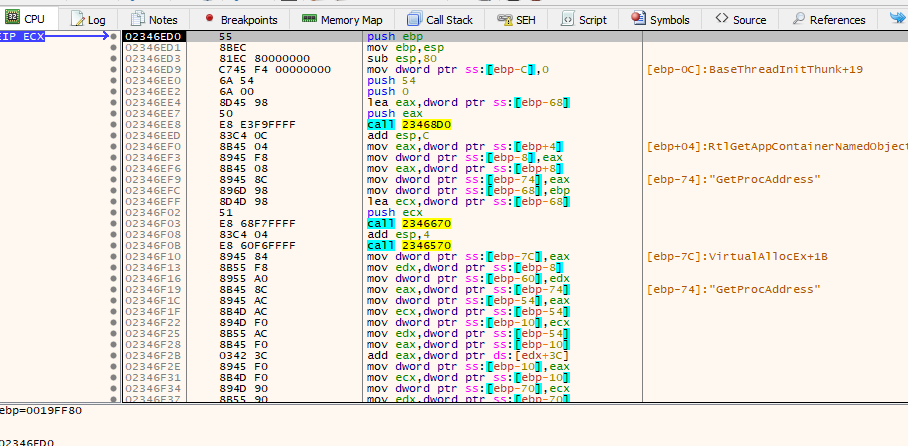 CPU Log Notes Breakpoints Memory Map Call Stack SEH Script Symbols Source References
EIP ECX 02346ED0 55 push ebp
02346ED1 8BEC mov ebp,esp
02346ED3 81EC 80000000 sub esp,80
02346ED9 C745 F4 00000000 mov dword ptr ss:[ebp-C],0 [ebp-0C]:BaseThreadInitThunk+19
02346EE0 6A 54 push 54
02346EE2 6A 00 push 0
02346EE4 8D45 98 lea eax,dword ptr ss:[ebp-68]
02346EE7 50 push eax
02346EE8 E8 E3F9FFFF call 23468D0
02346EED 83C4 0C add esp,C
02346EF0 8B45 04 mov eax,dword ptr ss:[ebp+4] [ebp+04]:RtlGetAppContainerNamedObject
02346EF3 8945 F8 mov dword ptr ss:[ebp-8],eax
02346EF6 8B45 08 mov eax,dword ptr ss:[ebp+8]
02346EF9 8945 8C mov dword ptr ss:[ebp-74],eax [ebp-74]:"GetProcAddress"
02346EFC 896D 98 mov dword ptr ss:[ebp-68],ebp
02346EFF 8D4D 98 lea ecx,dword ptr ss:[ebp-68]
02346F02 51 push ecx
02346F03 E8 68F7FFFF call 2346670
02346F08 83C4 04 add esp,4
02346F0B E8 60F6FFFF call 2346570
02346F10 8945 84 mov dword ptr ss:[ebp-7C],eax [ebp-7C]:VirtualAllocEx+1B
02346F13 8B55 F8 mov edx,dword ptr ss:[ebp-8]
02346F16 8955 A0 mov dword ptr ss:[ebp-60],edx
02346F19 8B45 8C mov eax,dword ptr ss:[ebp-74] [ebp-74]:"GetProcAddress"
02346F1C 8945 AC mov dword ptr ss:[ebp-54],eax
02346F1F 8B4D AC mov ecx,dword ptr ss:[ebp-54]
02346F22 894D F0 mov dword ptr ss:[ebp-10],ecx
02346F25 8B55 AC mov edx,dword ptr ss:[ebp-54]
02346F28 8B45 F0 mov eax,dword ptr ss:[ebp-10]
02346F2B 0342 3C add eax,dword ptr ds:[edx+3C]
02346F2E 8945 F0 mov dword ptr ss:[ebp-10],eax
02346F31 8B4D F0 mov ecx,dword ptr ss:[ebp-10]
02346F34 894D 90 mov dword ptr ss:[ebp-70],ecx
02346F37 8B55 90 mov edx,dword ptr ss:[ebp-70]
ebp=0019FF80
02346ED0